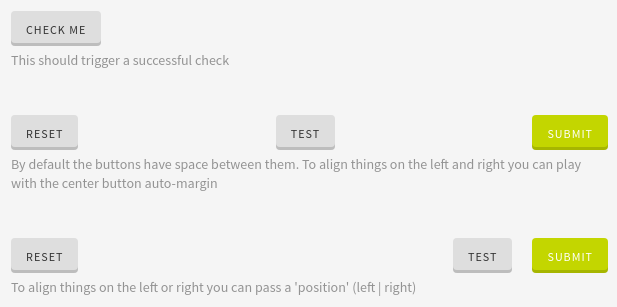 CHECK ME
This should trigger a successful check
RESET TEST SUBMIT
By default the buttons have space between them. To align things on the left and right you can play
with the center button auto-margin
RESET TEST SUBMIT
To align things on the left or right you can pass a 'position' (left | right)